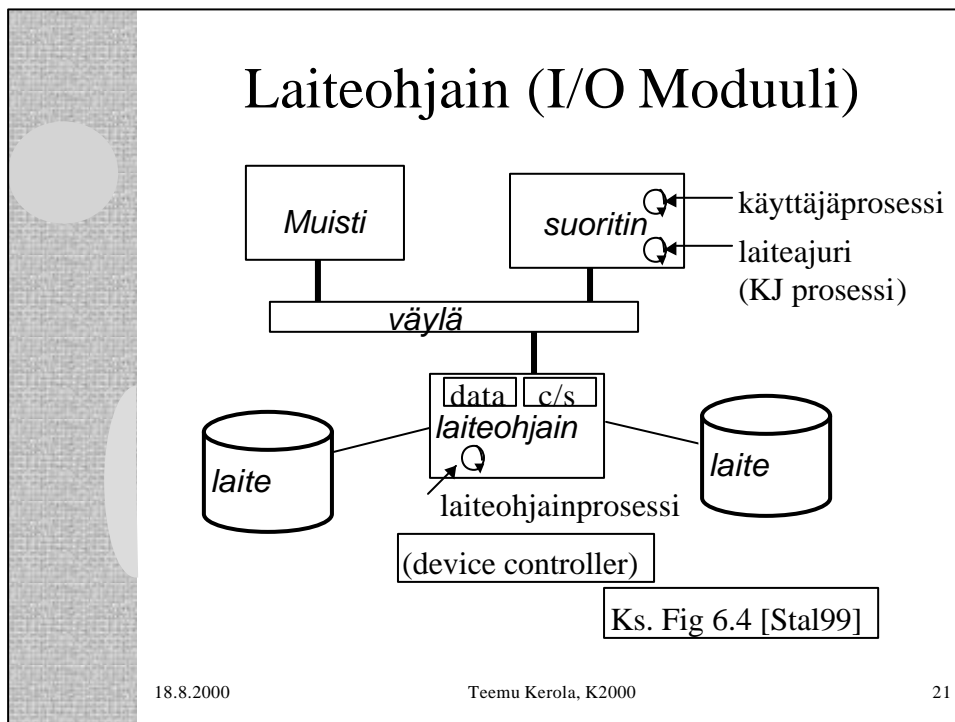 Laiteohjain (I/O Moduuli)
Muisti
suoritin
käyttäjäprosessi
laiteajuri
(KJ prosessi)
väylä
data
c/s
laiteohjain
laite
laite
laiteohjainprosessi
(device controller)
Ks. Fig 6.4 [Stal99]
18.8.2000
Teemu Kerola, K2000
21